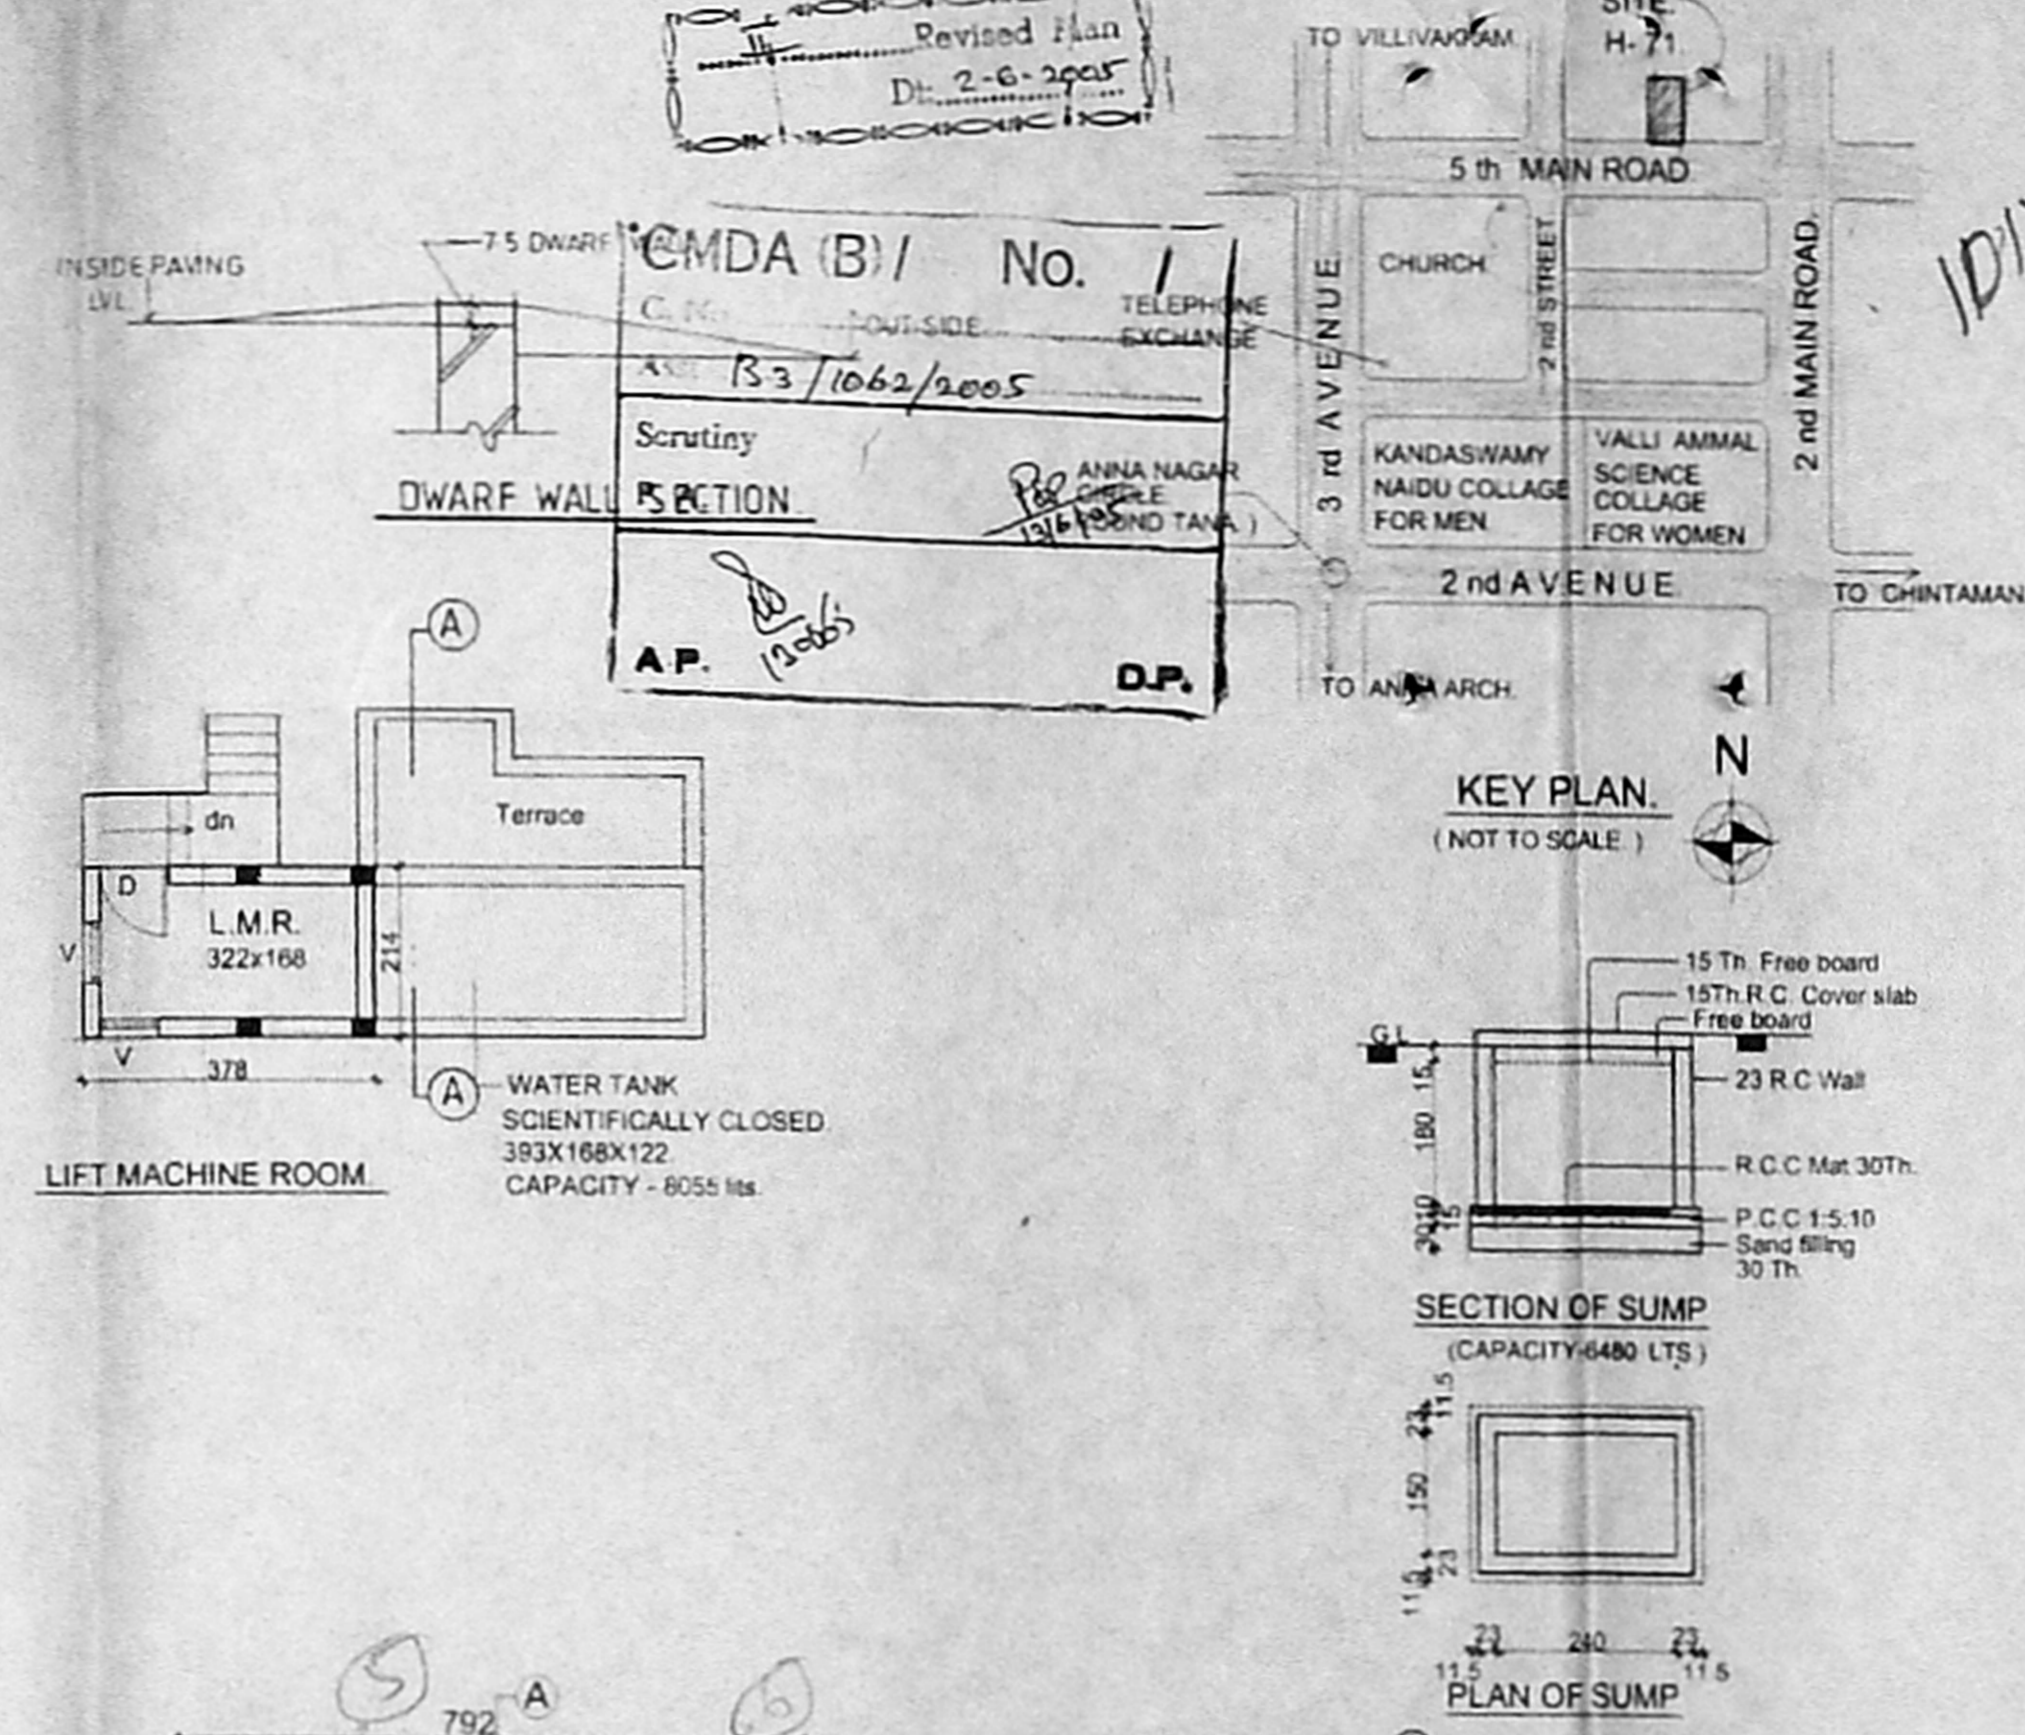 Revised Plan
Dt. 2-6-2005
SITE.
H-71.
TO VILLIVAKKAM.
5 th MAIN ROAD.
3 rd AVENUE
2 nd STREET
2 nd MAIN ROAD.
CHURCH.
TELEPHONE
EXCHANGE
KANDASWAMY
NAIDU COLLAGE
FOR MEN
VALLI AMMAL
SCIENCE
COLLAGE
FOR WOMEN
ANNA NAGAR
2 nd AVENUE.
TO CHINTAMAN
TO ANNA ARCH.
KEY PLAN.
( NOT TO SCALE. )
N
INSIDE PAVING
LVL.
7.5 DWARF
OUT SIDE
DWARF WALL SECTION.
CMDA (B) / No. /
B3/1062/2005
Scrutiny
13/6/05
A.P.
D.P.
A
Terrace
dn
D
L.M.R.
322x168
214
V
V
378
A
WATER TANK
SCIENTIFICALLY CLOSED.
393X168X122.
CAPACITY - 8055 lits.
LIFT MACHINE ROOM.
15 Th. Free board
15Th.R.C. Cover slab
Free board
G.L
23 R.C Wall
R.C.C Mat 30Th.
P.C.C 1:5:10
Sand filling
30 Th.
15
180
10
30
15
SECTION OF SUMP
(CAPACITY-6480 LTS )
11.5
23
150
23
11.5
23
240
23
11.5
11.5
PLAN OF SUMP
5
6
792
A